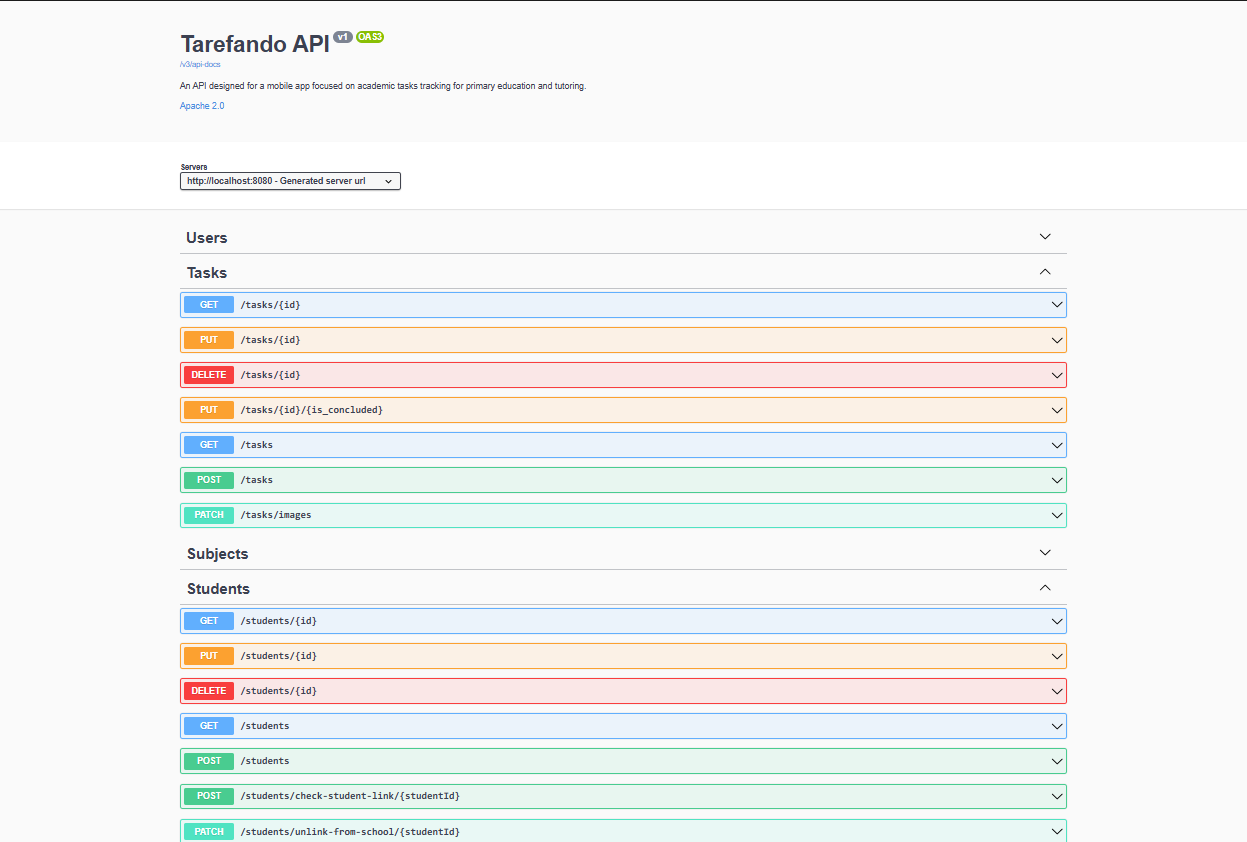 Tarefando API v1 OAS3
/v3/api-docs
An API designed for a mobile app focused on academic tasks tracking for primary education and tutoring.
Apache 2.0
Servers
http://localhost:8080 - Generated server url
Users
Tasks
GET /tasks/{id}
PUT /tasks/{id}
DELETE /tasks/{id}
PUT /tasks/{id}/{is_concluded}
GET /tasks
POST /tasks
PATCH /tasks/images
Subjects
Students
GET /students/{id}
PUT /students/{id}
DELETE /students/{id}
GET /students
POST /students
POST /students/check-student-link/{studentId}
PATCH /students/unlink-from-school/{studentId}